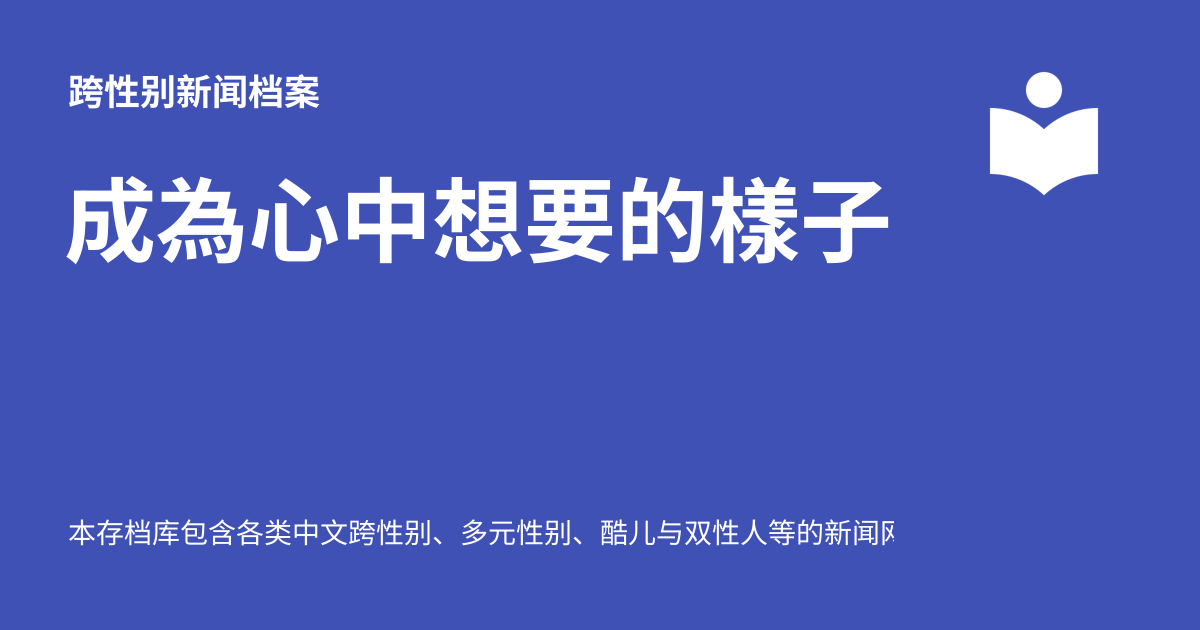 跨性别新闻档案
成為心中想要的樣子
本存档库包含各类中文跨性别、多元性别、酷儿与双性人等的新闻